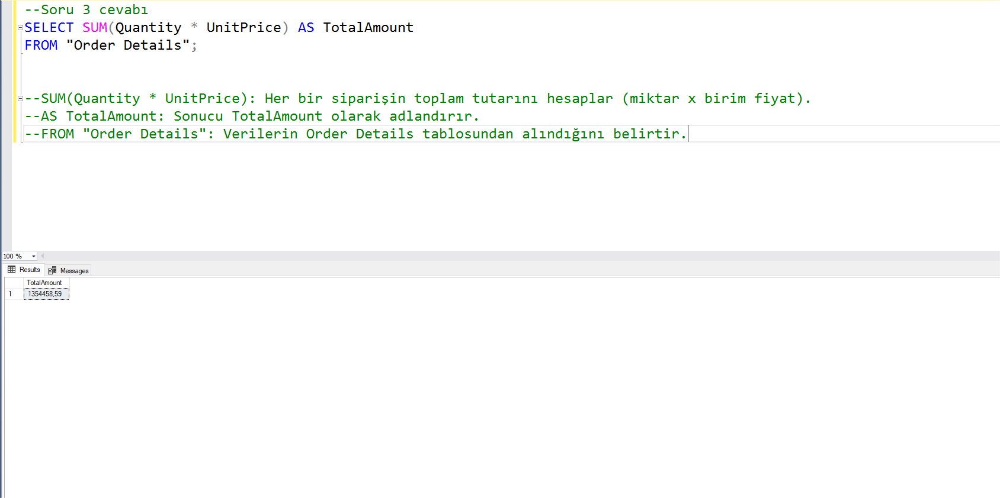 --Soru 3 cevabı
SELECT SUM(Quantity * UnitPrice) AS TotalAmount
FROM "Order Details";
--SUM(Quantity * UnitPrice): Her bir siparişin toplam tutarını hesaplar (miktar x birim fiyat).
--AS TotalAmount: Sonucu TotalAmount olarak adlandırır.
--FROM "Order Details": Verilerin Order Details tablosundan alındığını belirtir.
100 %
Results Messages
TotalAmount
1 1354458,59